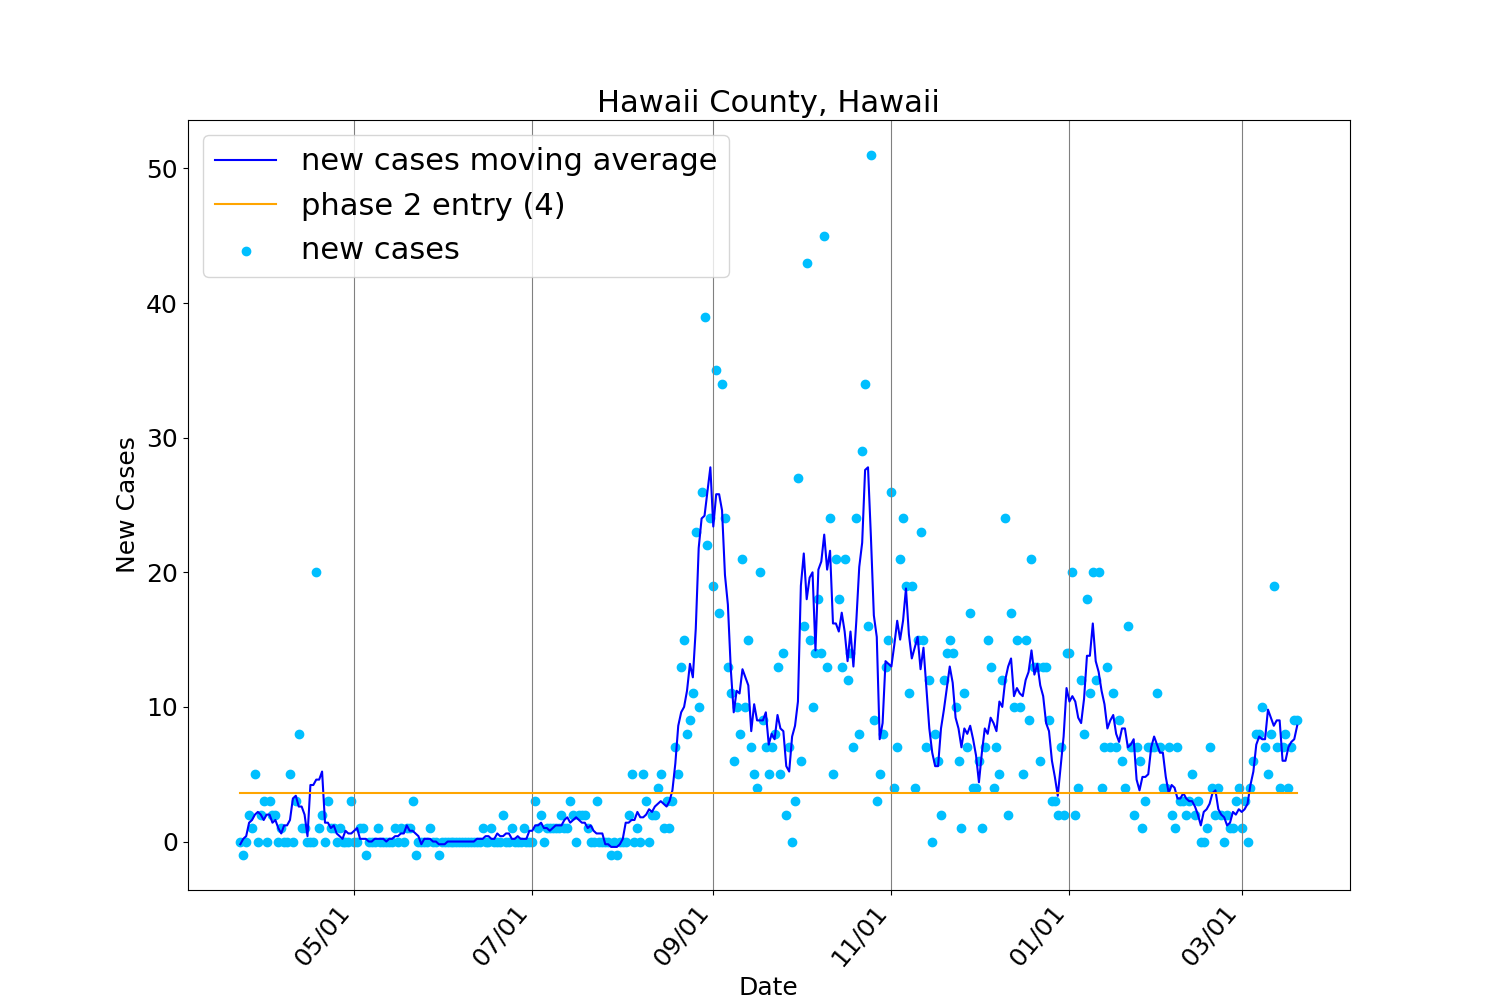 Hawaii County, Hawaii
new cases moving average
phase 2 entry (4)
new cases
50
40
30
20
10
0
New Cases
05/01
07/01
09/01
11/01
01/01
03/01
Date